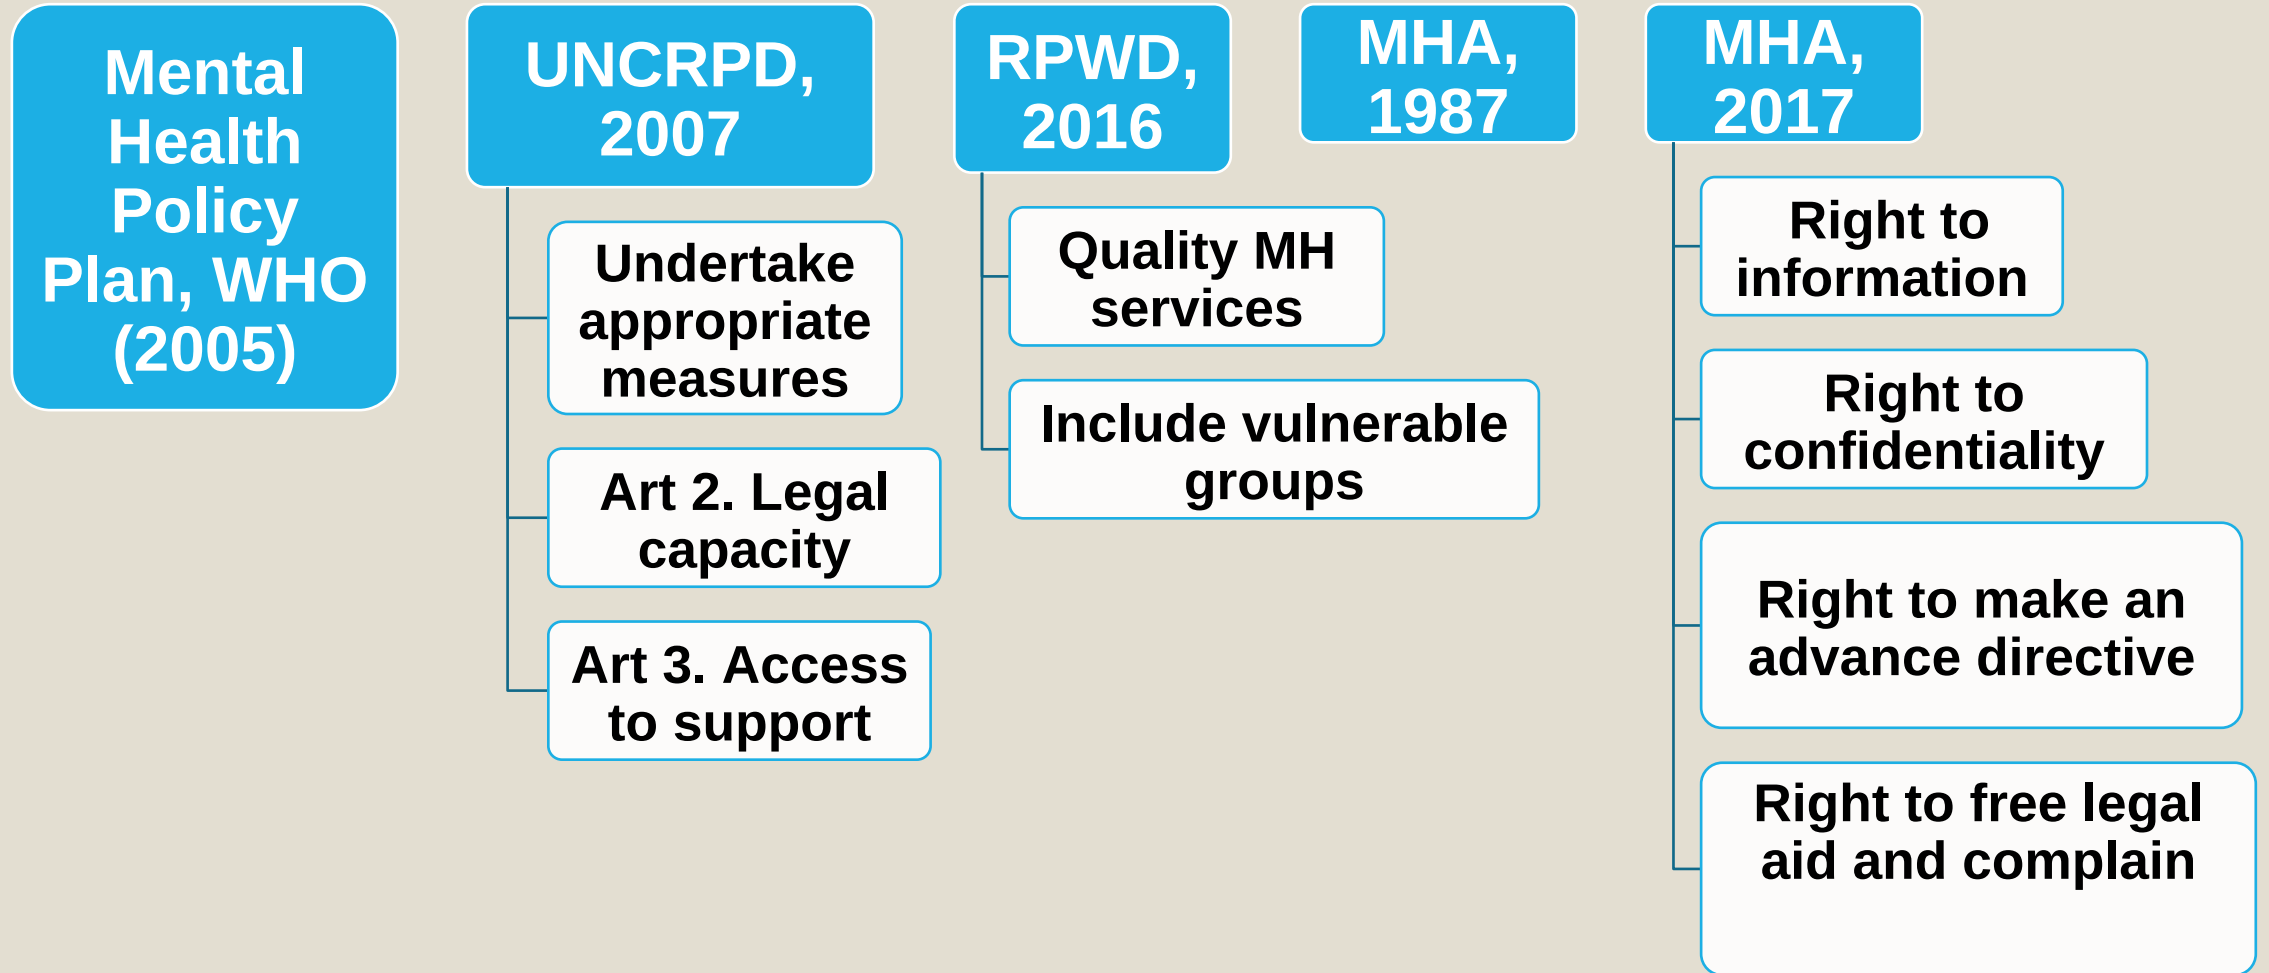 Mental
Health
Policy
Plan, WHO
(2005)
UNCRPD,
2007
Undertake
appropriate
measures
Art 2. Legal
capacity
Art 3. Access
to support
RPWD,
2016
Quality MH
services
Include vulnerable
groups
MHA,
1987
MHA,
2017
Right to
information
Right to
confidentiality
Right to make an
advance directive
Right to free legal
aid and complain